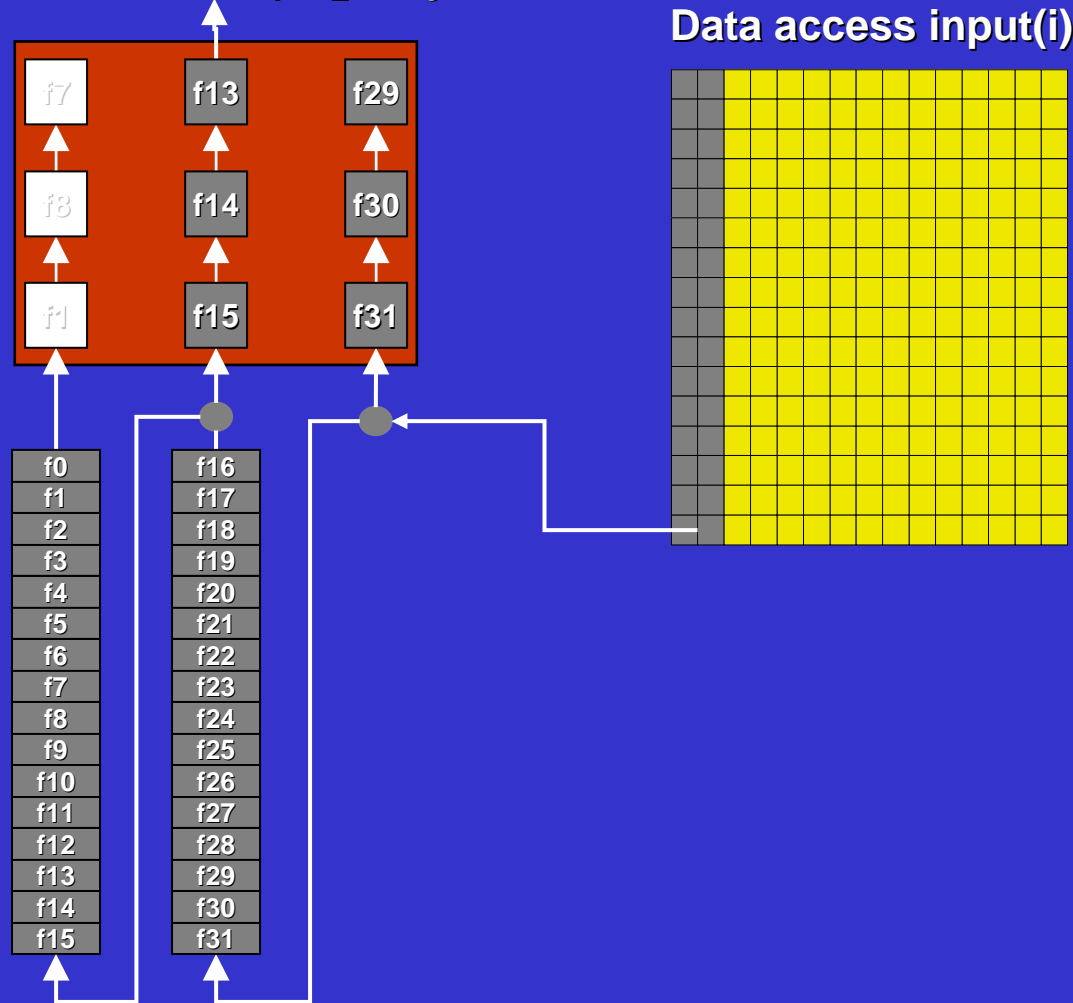 Data access input(i)
f7 f13 f29
f8 f14 f30
f1 f15 f31
f0 f16
f1 f17
f2 f18
f3 f19
f4 f20
f5 f21
f6 f22
f7 f23
f8 f24
f9 f25
f10 f26
f11 f27
f12 f28
f13 f29
f14 f30
f15 f31